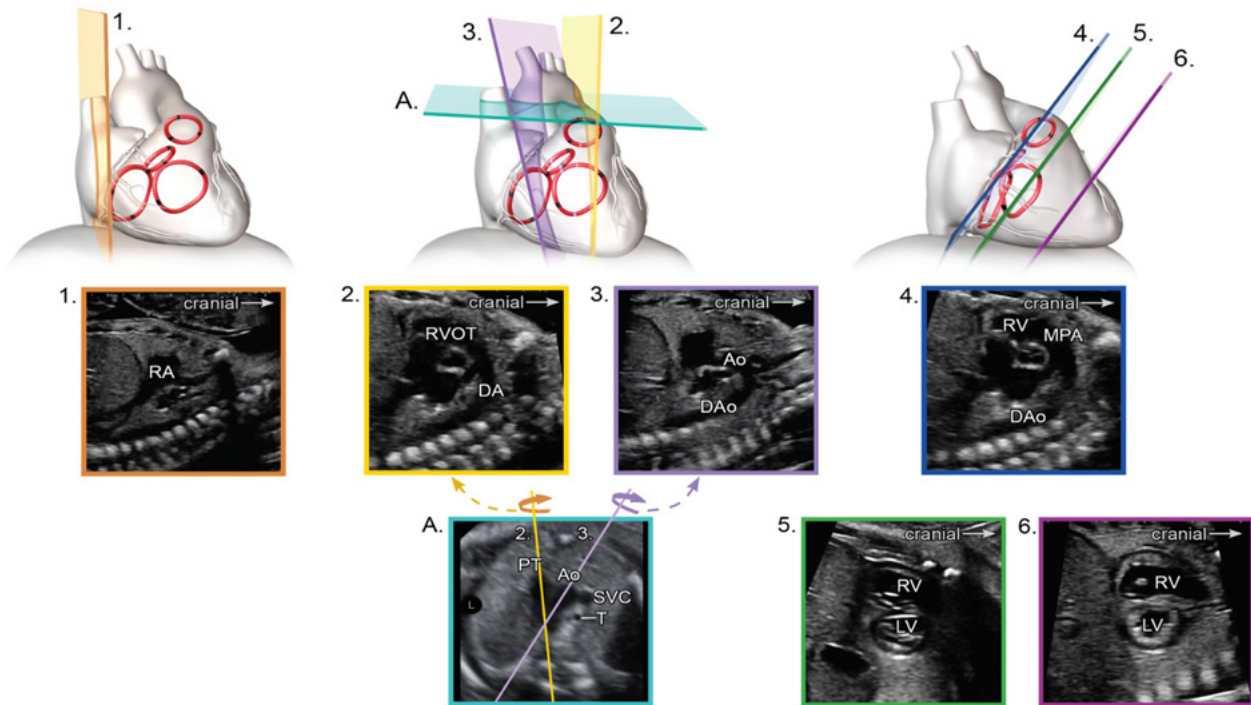 1.
3.
2.
A.
4.
5.
6.
1.
cranial
RA
2.
cranial
RVOT
DA
3.
cranial
Ao
DAo
4.
cranial
RV
MPA
DAo
A.
2.
3.
PT
Ao
SVC
T
L
5.
cranial
RV
LV
6.
cranial
RV
LV